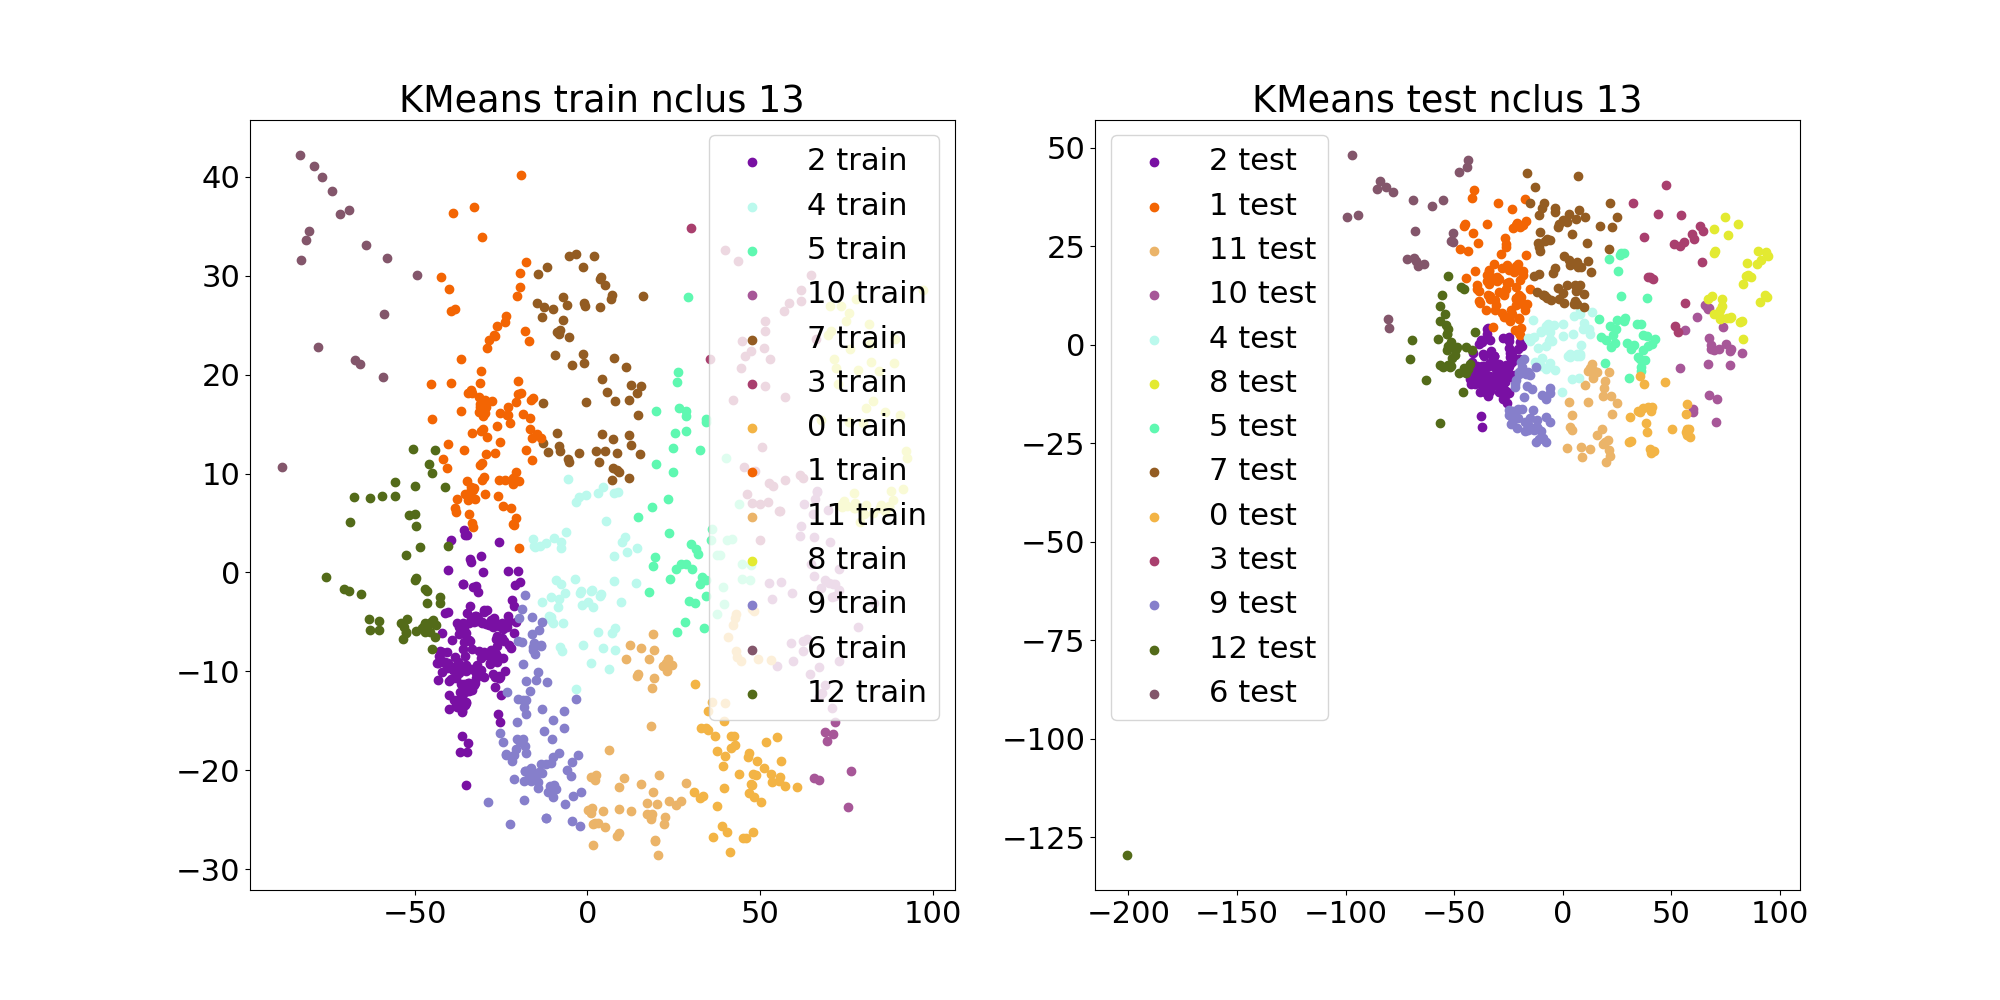 KMeans train nclus 13
40
30
20
10
0
−10
−20
−30
−50
0
50
100
2 train
4 train
5 train
10 train
7 train
3 train
0 train
1 train
11 train
8 train
9 train
6 train
12 train
KMeans test nclus 13
50
25
0
−25
−50
−75
−100
−125
−200
−150
−100
−50
0
50
100
2 test
1 test
11 test
10 test
4 test
8 test
5 test
7 test
0 test
3 test
9 test
12 test
6 test